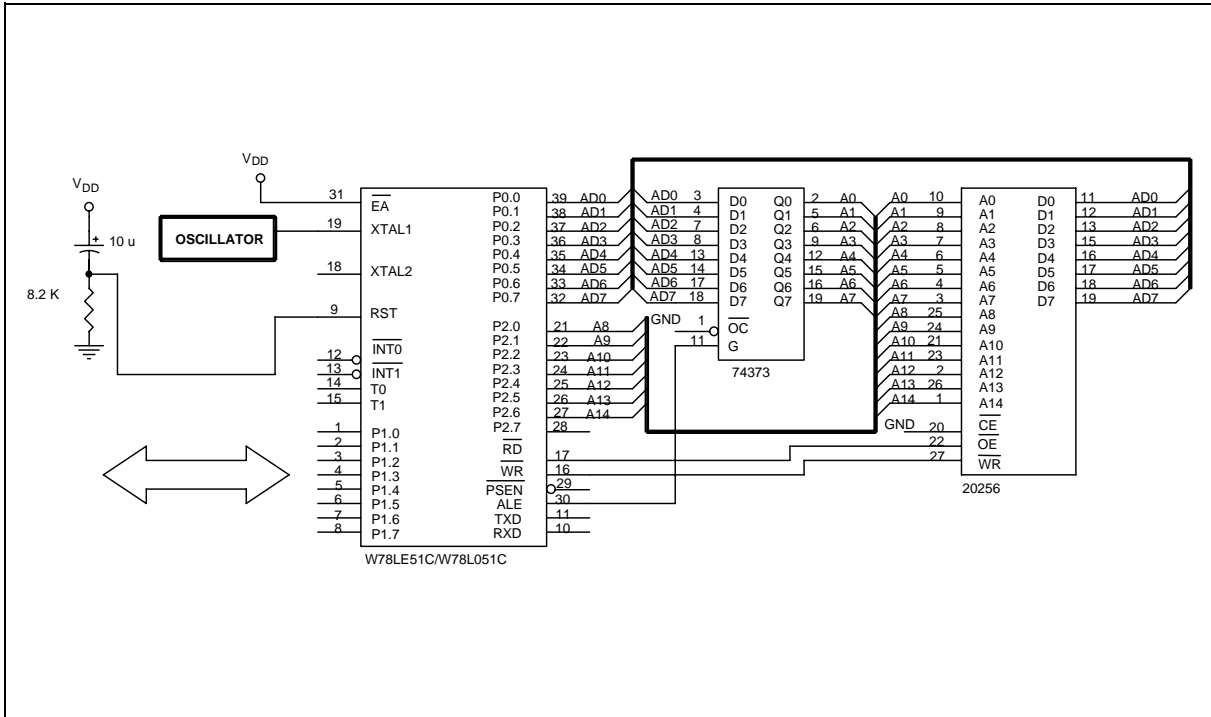 VDD
VDD
10 u
8.2 K
OSCILLATOR
31
19
18
9
12
13
14
15
1
2
3
4
5
6
7
8
EA
XTAL1
XTAL2
RST
INT0
INT1
T0
T1
P1.0
P1.1
P1.2
P1.3
P1.4
P1.5
P1.6
P1.7
P0.0 39 AD0
P0.1 38 AD1
P0.2 37 AD2
P0.3 36 AD3
P0.4 35 AD4
P0.5 34 AD5
P0.6 33 AD6
P0.7 32 AD7
P2.0 21 A8
P2.1 22 A9
P2.2 23 A10
P2.3 24 A11
P2.4 25 A12
P2.5 26 A13
P2.6 27 A14
P2.7 28
RD 17
WR 16
PSEN 29
ALE 30
TXD 11
RXD 10
W78LE51C/W78L051C
AD0 3 D0 Q0 2 A0
AD1 4 D1 Q1 5 A1
AD2 7 D2 Q2 6 A2
AD3 8 D3 Q3 9 A3
AD4 13 D4 Q4 12 A4
AD5 14 D5 Q5 15 A5
AD6 17 D6 Q6 16 A6
AD7 18 D7 Q7 19 A7
GND 1 OC
11 G
74373
A0 10 A0 D0 11 AD0
A1 9 A1 D1 12 AD1
A2 8 A2 D2 13 AD2
A3 7 A3 D3 15 AD3
A4 6 A4 D4 16 AD4
A5 5 A5 D5 17 AD5
A6 4 A6 D6 18 AD6
A7 3 A7 D7 19 AD7
A8 25 A8
A9 24 A9
A10 21 A10
A11 23 A11
A12 2 A12
A13 26 A13
A14 1 A14
GND 20 CE
22 OE
27 WR
20256